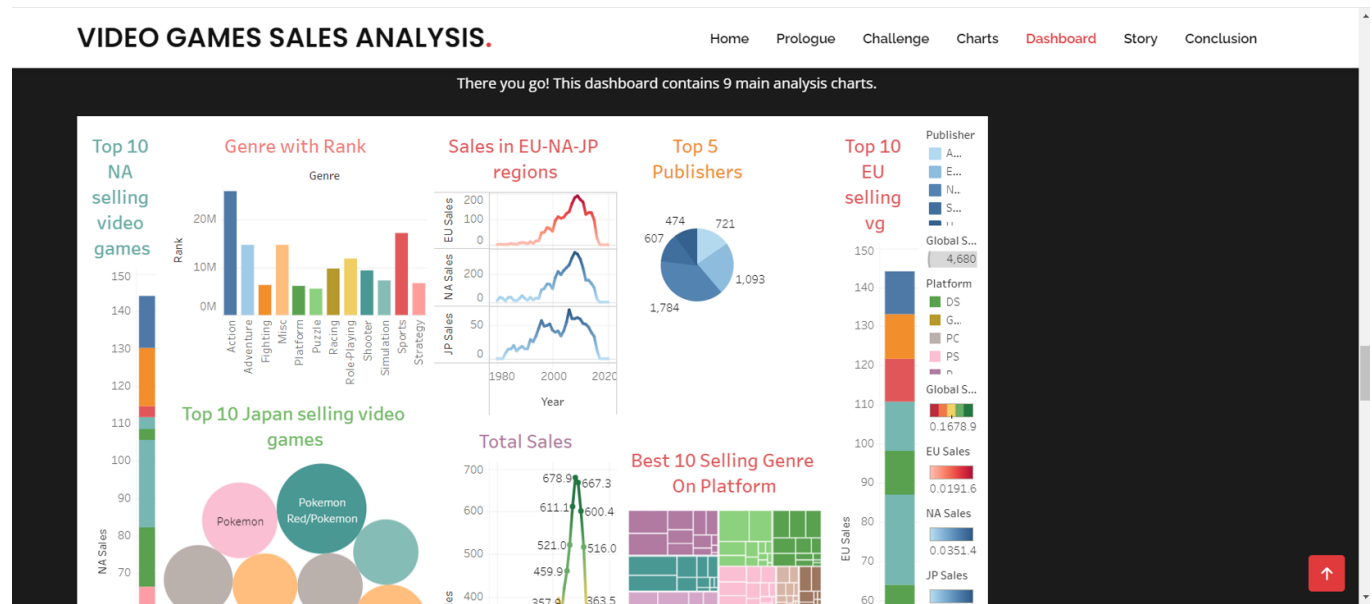 VIDEO GAMES SALES ANALYSIS.
Home
Prologue
Challenge
Charts
Dashboard
Story
Conclusion
There you go! This dashboard contains 9 main analysis charts.
Top 10
NA
selling
video
games
150
140
130
120
110
100
90
80
70
NA Sales
Genre with Rank
Genre
Rank
20M
10M
0M
Action
Adventure
Fighting
Misc
Platform
Puzzle
Racing
Role-Playing
Shooter
Simulation
Sports
Strategy
Sales in EU-NA-JP
regions
EU Sales
200
100
0
NA Sales
200
0
JP Sales
50
0
1980
2000
2020
Year
Top 5
Publishers
474
721
607
1,093
1,784
Top 10
EU
selling
vg
150
140
130
120
110
100
90
80
70
60
EU Sales
Publisher
A...
E...
N...
S...
Global S...
4,680
Platform
DS
G...
PC
PS
Global S...
0.1678.9
EU Sales
0.0191.6
NA Sales
0.0351.4
JP Sales
Top 10 Japan selling video
games
Pokemon
Pokemon
Red/Pokemon
Total Sales
700
600
500
400
678.9
667.3
611.1
600.4
521.0
516.0
459.9
357.9
363.5
Best 10 Selling Genre
On Platform